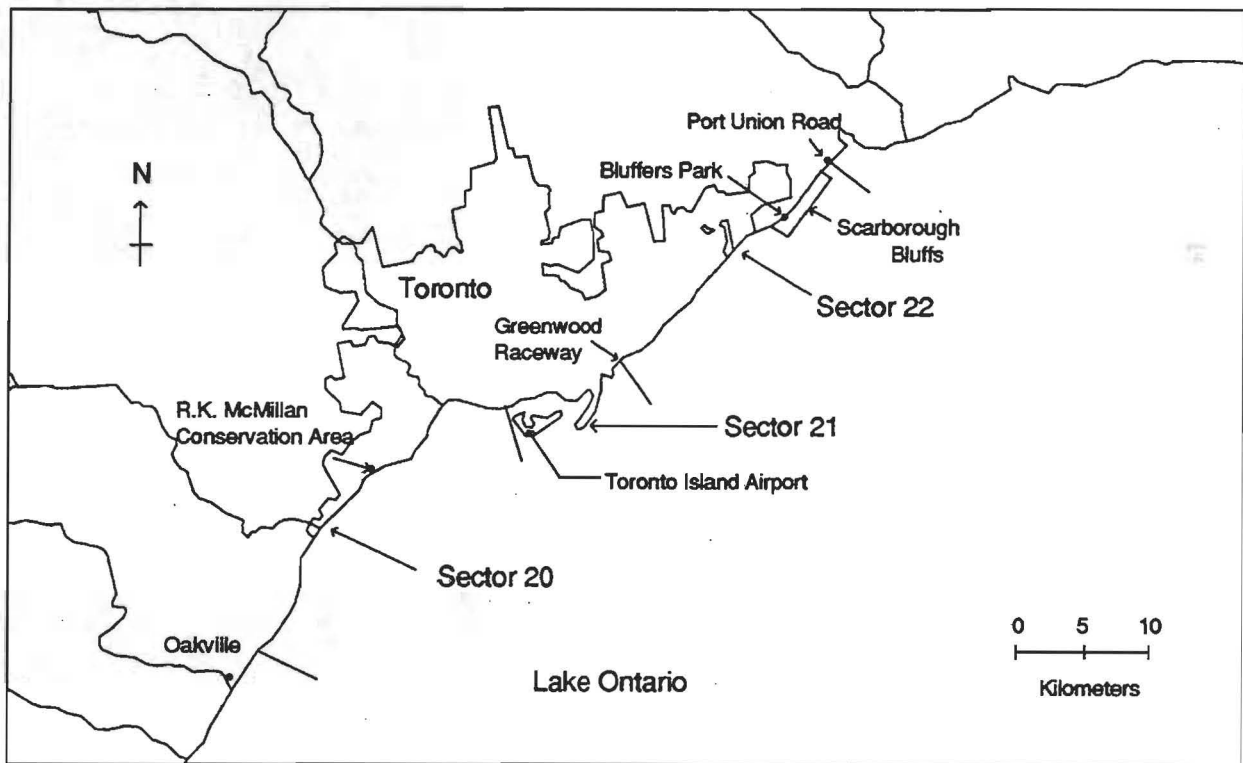 Port Union Road
Bluffers Park
N
Scarborough
Bluffs
Toronto
Sector 22
Greenwood
Raceway
R.K. McMillan
Conservation Area
Sector 21
Toronto Island Airport
Sector 20
0 5 10
Kilometers
Oakville
Lake Ontario